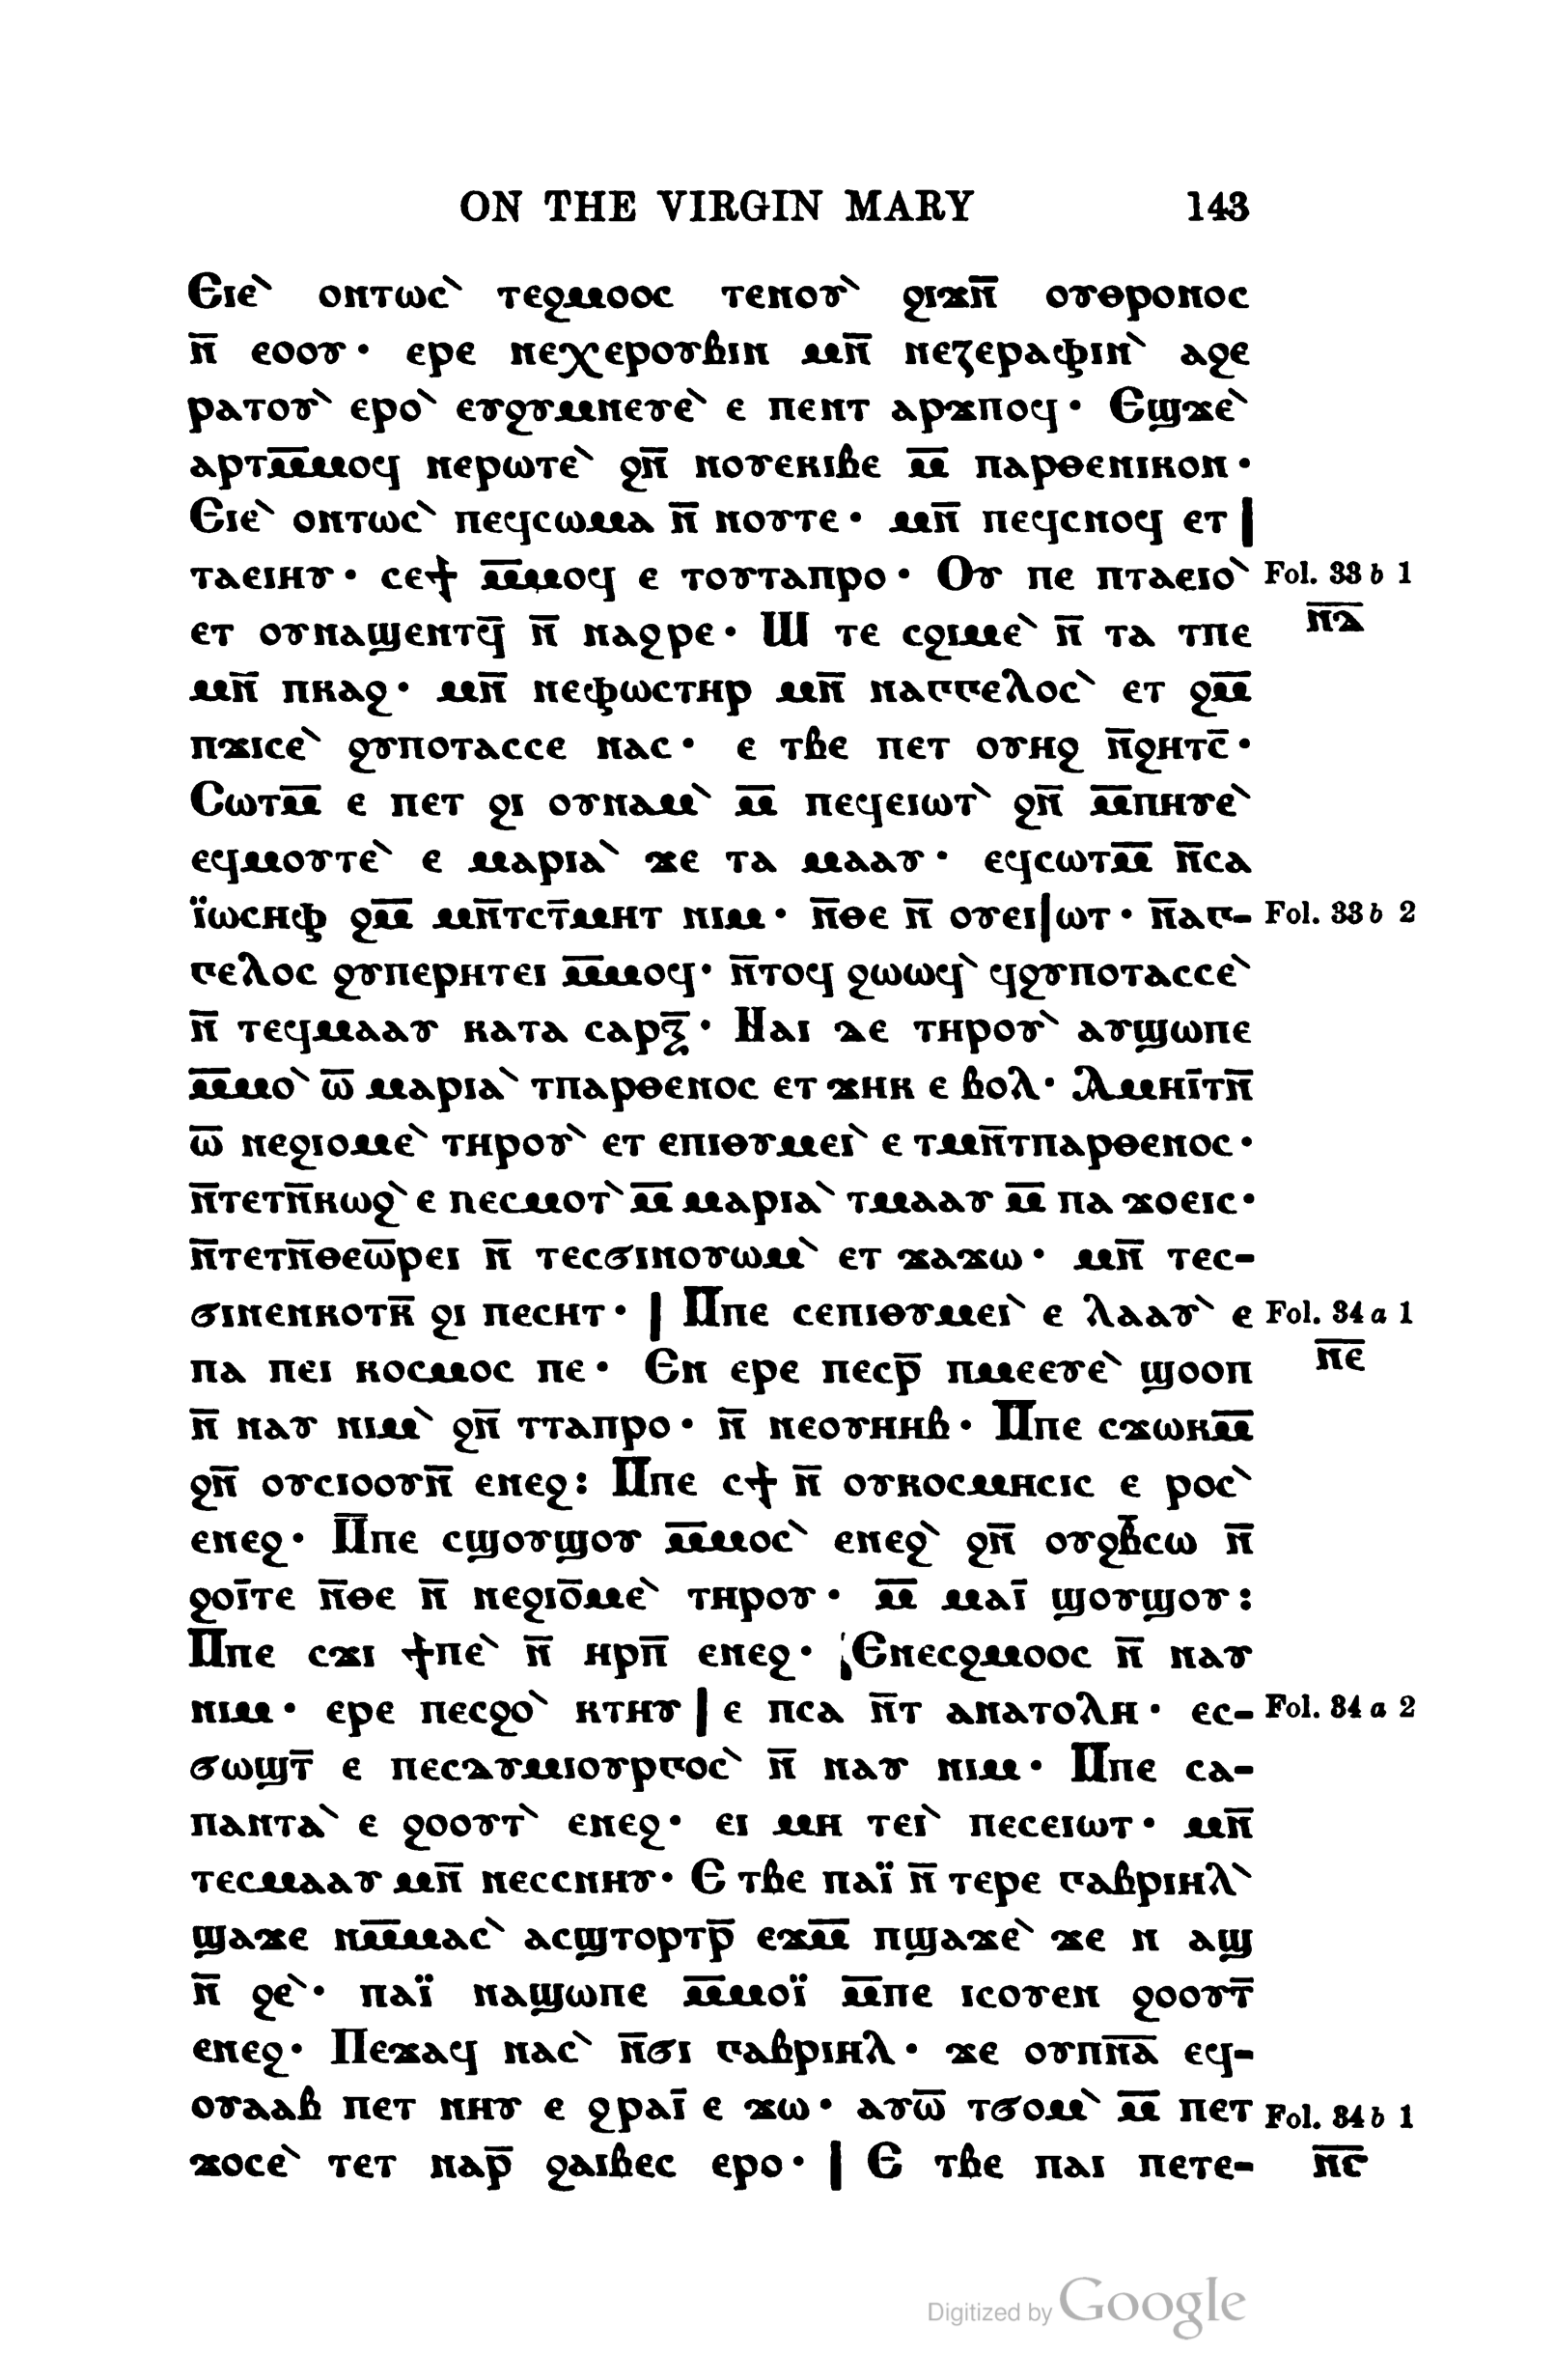 ON THE VIRGIN MARY 143
Ⲉⲓⲉ̀ ⲟⲛⲧⲱⲥ̀ ⲧⲉϩⲙⲟⲟⲥ ⲧⲉⲛⲟⲩ̀ ϩⲓϫⲛ̅ ⲟⲩⲑⲣⲟⲛⲟⲥ
ⲛ̅ ⲉⲟⲟⲩ · ⲉⲣⲉ ⲛⲉⲭⲉⲣⲟⲩⲃⲓⲛ ⲙⲛ̅ ⲛⲉⲍⲉⲣⲁⲫⲓⲛ̀ ⲁϩⲉ
ⲣⲁⲧⲟⲩ̀ ⲉⲣⲟ̀ ⲉⲩϩⲩⲙⲛⲉⲩⲉ̀ ⲉ ⲡⲉⲛⲧ ⲁⲣϫⲡⲟϥ · Ⲉϣϫⲉ̀
ⲁⲣⲧⲙ̅ⲙⲟϥ ⲛⲉⲣⲱⲧⲉ̀ ϩⲛ̅ ⲛⲟⲩⲉⲕⲓⲃⲉ ⲙ̅ ⲡⲁⲣⲑⲉⲛⲓⲕⲟⲛ ·
Ⲉⲓⲉ̀ ⲟⲛⲧⲱⲥ̀ ⲡⲉϥⲥⲱⲙⲁ ⲛ̅ ⲛⲟⲩⲧⲉ · ⲙⲛ̅ ⲡⲉϥⲥⲛⲟϥ ⲉⲧ |
ⲧⲁⲉⲓⲏⲩ · ⲥⲉϯ ⲙ̅ⲙⲟϥ ⲉ ⲧⲟⲩⲧⲁⲡⲣⲟ · Ⲟⲩ ⲡⲉ ⲡⲧⲁⲉⲓⲟ̀ Fol. 33 b 1
ⲉⲧ ⲟⲩⲛⲁϣⲉⲛⲧϥ̅ ⲛ̅ ⲛⲁϩⲣⲉ · Ⲱ ⲧⲉ ⲥϩⲓⲙⲉ̀ ⲛ̅ ⲧⲁ ⲧⲡⲉ ⲛ̅ⲇ̅
ⲙⲛ̅ ⲡⲕⲁϩ · ⲙⲛ̅ ⲛⲉⲫⲱⲥⲧⲏⲣ ⲙⲛ̅ ⲛⲁⲅⲅⲉⲗⲟⲥ̀ ⲉⲧ ϩⲙ̅
ⲡϫⲓⲥⲉ̀ ϩⲩⲡⲟⲧⲁⲥⲥⲉ ⲛⲁⲥ · ⲉ ⲧⲃⲉ ⲡⲉⲧ ⲟⲩⲏϩ ⲛ̅ϩⲏⲧⲥ̅ ·
Ⲥⲱⲧⲙ̅ ⲉ ⲡⲉⲧ ϩⲓ ⲟⲩⲛⲁⲙ̀ ⲙ̅ ⲡⲉϥⲉⲓⲱⲧ̀ ϩⲛ̅ ⲙ̅ⲡⲏⲩⲉ̀
ⲉϥⲙⲟⲩⲧⲉ̀ ⲉ ⲙⲁⲣⲓⲁ̀ ϫⲉ ⲧⲁ ⲙⲁⲁⲩ · ⲉϥⲥⲱⲧⲙ̅ ⲛ̅ⲥⲁ
ⲓ̈ⲱⲥⲏⲫ ϩⲙ̅ ⲙⲛ̅ⲧⲥⲧ̅ⲙⲏⲧ ⲛⲓⲙ · ⲛ̅ⲑⲉ ⲛ̅ ⲟⲩⲉⲓ|ⲱⲧ · ⲛ̅ⲁⲅ- Fol. 33 b 2
ⲅⲉⲗⲟⲥ ϩⲩⲡⲉⲣⲏⲧⲉⲓ ⲙ̅ⲙⲟϥ · ⲛ̅ⲧⲟϥ ϩⲱⲱϥ̀ ϥϩⲩⲡⲟⲧⲁⲥⲥⲉ̀
ⲛ̅ ⲧⲉϥⲙⲁⲁⲩ ⲕⲁⲧⲁ ⲥⲁⲣⲝ̅ · Ⲛⲁⲓ ⲇⲉ ⲧⲏⲣⲟⲩ̀ ⲁⲩϣⲱⲡⲉ
ⲙ̅ⲙⲟ̀ ⲱ̅ ⲙⲁⲣⲓⲁ̀ ⲧⲡⲁⲣⲑⲉⲛⲟⲥ ⲉⲧ ϫⲏⲕ ⲉ ⲃⲟⲗ · Ⲁⲙⲏⲓ̅ⲧⲛ̅
ⲱ̅ ⲛⲉϩⲓⲟⲙⲉ̀ ⲧⲏⲣⲟⲩ̀ ⲉⲧ ⲉⲡⲓⲑⲩⲙⲉⲓ̀ ⲉ ⲧⲙⲛ̅ⲧⲡⲁⲣⲑⲉⲛⲟⲥ ·
ⲛ̅ⲧⲉⲧⲛ̅ⲕⲱϩ̀ ⲉ ⲡⲉⲥⲙⲟⲧ̀ ⲙ̅ ⲙⲁⲣⲓⲁ̀ ⲧⲙⲁⲁⲩ ⲙ̅ ⲡⲁ ϫⲟⲉⲓⲥ ·
ⲛ̅ⲧⲉⲧⲛ̅ⲑⲉⲱ̅ⲣⲉⲓ ⲛ̅ ⲧⲉⲥϭⲓⲛⲟⲩⲱⲙ̀ ⲉⲧ ϫⲁϫⲱ · ⲙⲛ̅ ⲧⲉⲥ-
ϭⲓⲛⲉⲛⲕⲟⲧⲕ̅ ϩⲓ ⲡⲉⲥⲏⲧ · | Ⲙ̅ⲡⲉ ⲥⲉⲡⲓⲑⲩⲙⲉⲓ̀ ⲉ ⲗⲁⲁⲩ̀ ⲉ Fol. 34 a 1
ⲡⲁ ⲡⲉⲓ ⲕⲟⲥⲙⲟⲥ ⲡⲉ · Ⲉⲛ ⲉⲣⲉ ⲡⲉⲥⲣ̅ ⲡⲙⲉⲉⲩⲉ̀ ϣⲟⲟⲡ ⲛ̅ⲉ̅
ⲛ̅ ⲛⲁⲩ ⲛⲓⲙ̀ ϩⲛ̅ ⲧⲧⲁⲡⲣⲟ · ⲛ̅ ⲛⲉⲟⲩⲏⲏⲃ · Ⲙ̅ⲡⲉ ⲥϫⲱⲕⲙ̅
ϩⲛ̅ ⲟⲩⲥⲓⲟⲟⲩⲛ̅ ⲉⲛⲉϩ : Ⲙ̅ⲡⲉ ⲥϯ ⲛ̅ ⲟⲩⲕⲟⲥⲙⲏⲥⲓⲥ ⲉ ⲣⲟⲥ̀
ⲉⲛⲉϩ · Ⲙ̅ⲡⲉ ⲥϣⲟⲩϣⲟⲩ ⲙ̅ⲙⲟⲥ̀ ⲉⲛⲉϩ̀ ϩⲛ̅ ⲟⲩϩⲃ̅ⲥⲱ ⲛ̅
ϩⲟⲓ̅ⲧⲉ ⲛ̅ⲑⲉ ⲛ̅ ⲛⲉϩⲓⲟ̅ⲙⲉ̀ ⲧⲏⲣⲟⲩ · ⲙ̅ ⲙⲁⲓ̅ ϣⲟⲩϣⲟⲩ :
Ⲙ̅ⲡⲉ ⲥϫⲓ ϯⲡⲉ̀ ⲛ̅ ⲏⲣⲡ̅ ⲉⲛⲉϩ · Ⲉⲛⲉⲥϩⲙⲟⲟⲥ ⲛ̅ ⲛⲁⲩ
ⲛⲓⲙ · ⲉⲣⲉ ⲡⲉⲥϩⲟ̀ ⲕⲧⲏⲩ | ⲉ ⲡⲥⲁ ⲛ̅ⲧ ⲁⲛⲁⲧⲟⲗⲏ · ⲉⲥ- Fol. 34 a 2
ϭⲱϣⲧ̅ ⲉ ⲡⲉⲥⲇⲩⲙⲓⲟⲩⲣⲅⲟⲥ̀ ⲛ̅ ⲛⲁⲩ ⲛⲓⲙ · Ⲙ̅ⲡⲉ ⲥⲁ-
ⲡⲁⲛⲧⲁ̀ ⲉ ϩⲟⲟⲩⲧ̀ ⲉⲛⲉϩ · ⲉⲓ ⲙⲏ ⲧⲉⲓ̀ ⲡⲉⲥⲉⲓⲱⲧ · ⲙⲛ̅
ⲧⲉⲥⲙⲁⲁⲩ ⲙⲛ̅ ⲛⲉⲥⲥⲛⲏⲩ · Ⲉ ⲧⲃⲉ ⲡⲁⲓ̈ ⲛ̅ ⲧⲉⲣⲉ ⲅⲁⲃⲣⲓⲏⲗ̀
ϣⲁϫⲉ ⲛⲙ̅ⲙⲁⲥ̀ ⲁⲥϣⲧⲟⲣⲧⲣ̅ ⲉϫⲙ̅ ⲡϣⲁϫⲉ̀ ϫⲉ ⲛ ⲁϣ
ⲛ̅ ϩⲉ̀ · ⲡⲁⲓ̈ ⲛⲁϣⲱⲡⲉ ⲙ̅ⲙⲟⲓ̈ ⲙ̅ⲡⲉ ⲓⲥⲟⲩⲉⲛ ϩⲟⲟⲩⲧ̅
ⲉⲛⲉϩ · Ⲡⲉϫⲁϥ ⲛⲁⲥ̀ ⲛ̅ϭⲓ ⲅⲁⲃⲣⲓⲏⲗ · ϫⲉ ⲟⲩⲡⲛ̅ⲁ̅ ⲉϥ-
ⲟⲩⲁⲁⲃ ⲡⲉⲧ ⲛⲏⲩ ⲉ ϩⲣⲁⲓ̅ ⲉ ϫⲱ · ⲁⲩⲱ̅ ⲧϭⲟⲙ̀ ⲙ̅ ⲡⲉⲧ Fol. 34 b 1
ϫⲟⲥⲉ̀ ⲧⲉⲧ ⲛⲁⲣ̅ ϩⲁⲓⲃⲉⲥ ⲉⲣⲟ · | Ⲉ ⲧⲃⲉ ⲡⲁⲓ ⲡⲉⲧⲉ- ⲛ̅ⲋ̅
Digitized by Google